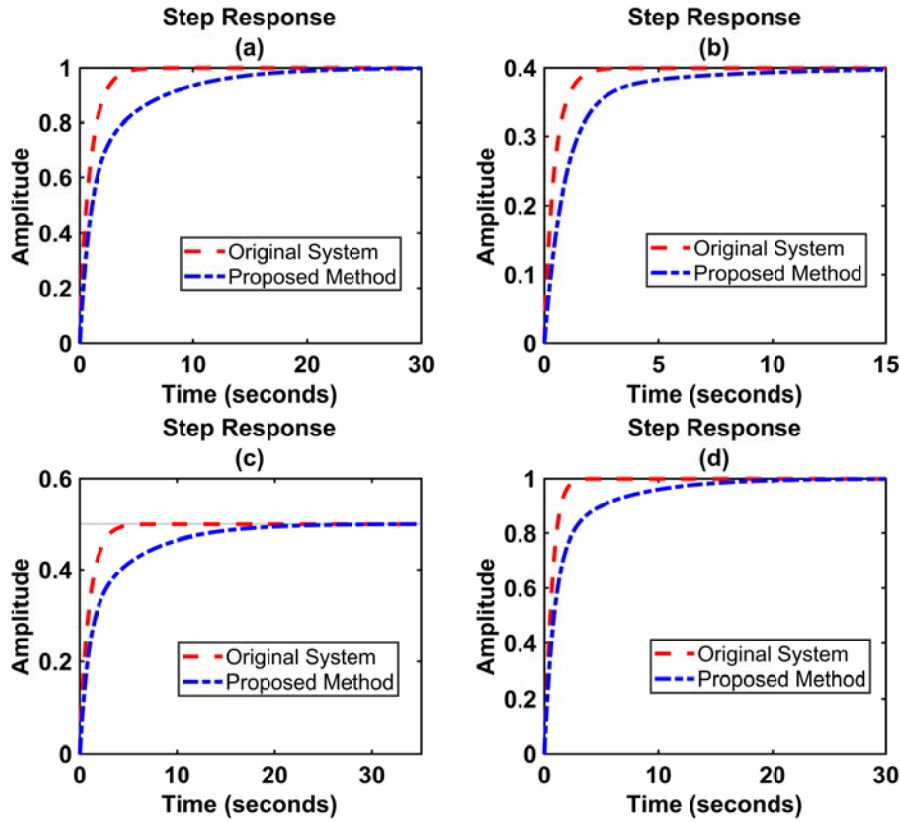 Step Response
(a)
1
0.8
0.6
0.4
0.2
0
Amplitude
Original System
Proposed Method
0 10 20 30
Time (seconds)
Step Response
(b)
0.4
0.3
0.2
0.1
0
Amplitude
Original System
Proposed Method
0 5 10 15
Time (seconds)
Step Response
(c)
0.6
0.4
0.2
0
Amplitude
Original System
Proposed Method
0 10 20 30
Time (seconds)
Step Response
(d)
1
0.8
0.6
0.4
0.2
0
Amplitude
Original System
Proposed Method
0 10 20 30
Time (seconds)